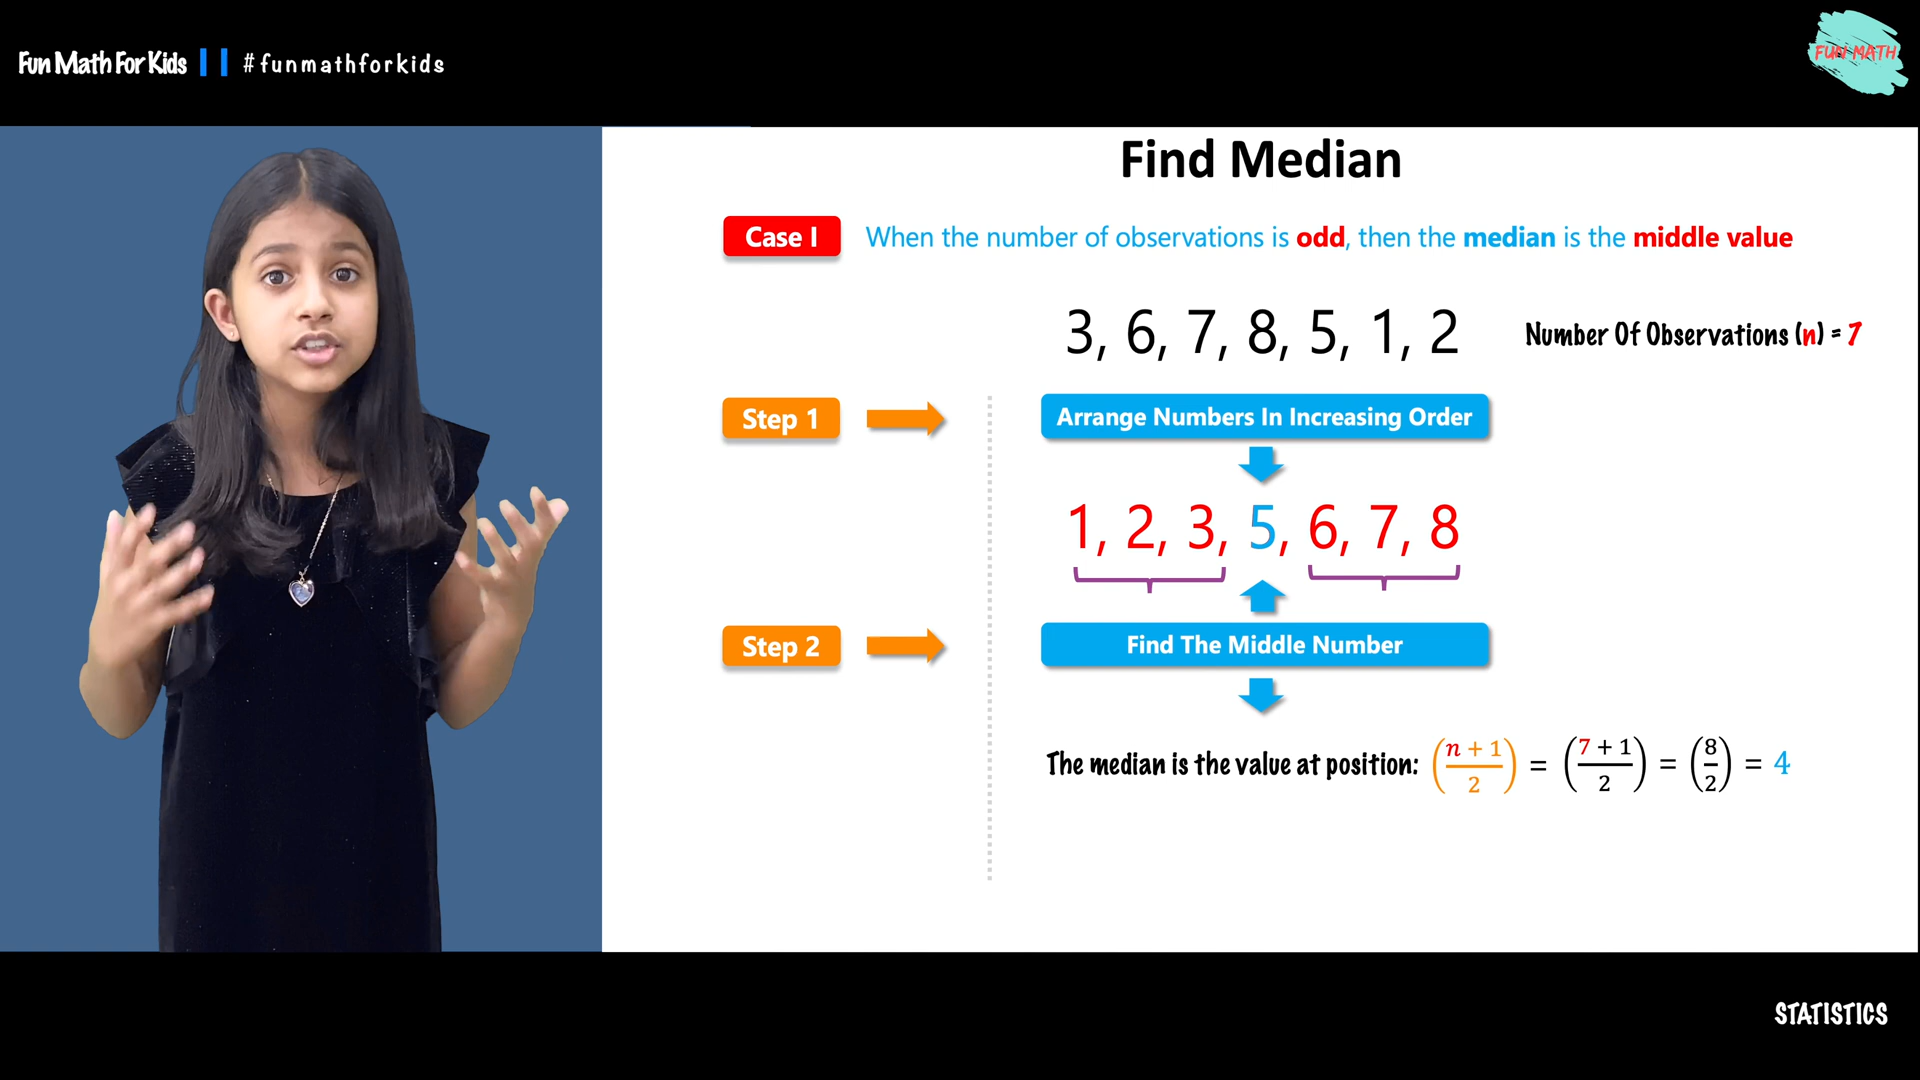 Fun Math For Kids #funmathforkids
FUN MATH
Find Median
Case I When the number of observations is odd, then the median is the middle value
3, 6, 7, 8, 5, 1, 2 Number Of Observations (n) = 7
Step 1 Arrange Numbers In Increasing Order
1, 2, 3, 5, 6, 7, 8
Step 2 Find The Middle Number
The median is the value at position: (n + 1 / 2) = (7 + 1 / 2) = (8 / 2) = 4
STATISTICS